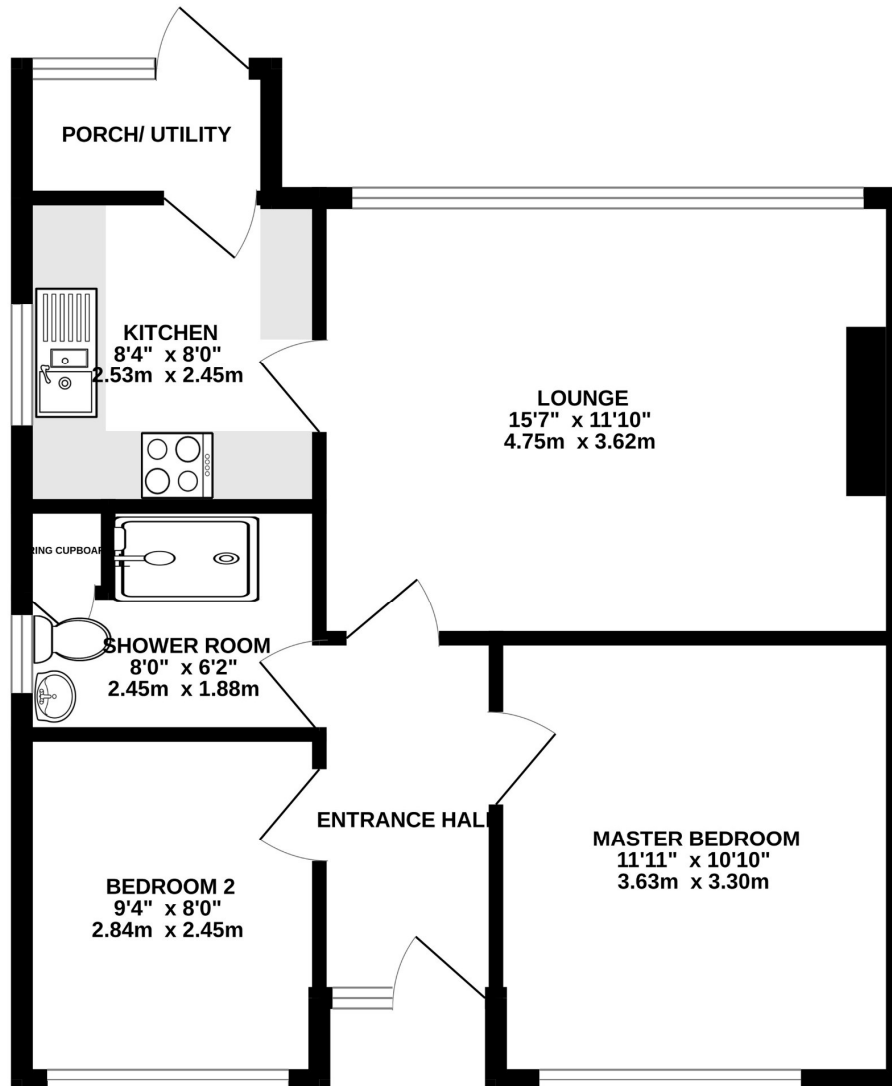 PORCH/ UTILITY
KITCHEN
8'4" x 8'0"
2.53m x 2.45m
LOUNGE
15'7" x 11'10"
4.75m x 3.62m
RING CUPBOAR
SHOWER ROOM
8'0" x 6'2"
2.45m x 1.88m
ENTRANCE HALL
MASTER BEDROOM
11'11" x 10'10"
3.63m x 3.30m
BEDROOM 2
9'4" x 8'0"
2.84m x 2.45m